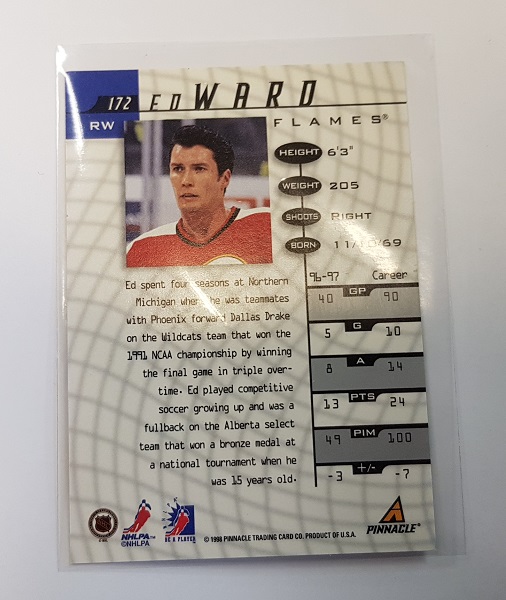 172 ED WARD
RW FLAMES®
HEIGHT 6'3"
WEIGHT 205
SHOOTS RIGHT
BORN
Ed spent four seasons at Northern
Michigan where he was teammates
with Phoenix forward Dallas Drake
on the Wildcats team that won the
1991 NCAA championship by winning
the final game in triple over-
time. Ed played competitive
soccer growing up and was a
fullback on the Alberta select
team that won a bronze medal at
a national tournament when he
was 15 years old.
96-97 Career
40 GP 90
5 G 10
8 A 14
13 PTS 24
49 PIM 100
-3 +/- -7
NHLPA™
©NHLPA
BE A PLAYER
© 1998 PINNACLE TRADING CARD CO. PRODUCT OF U.S.A.
PINNACLE®